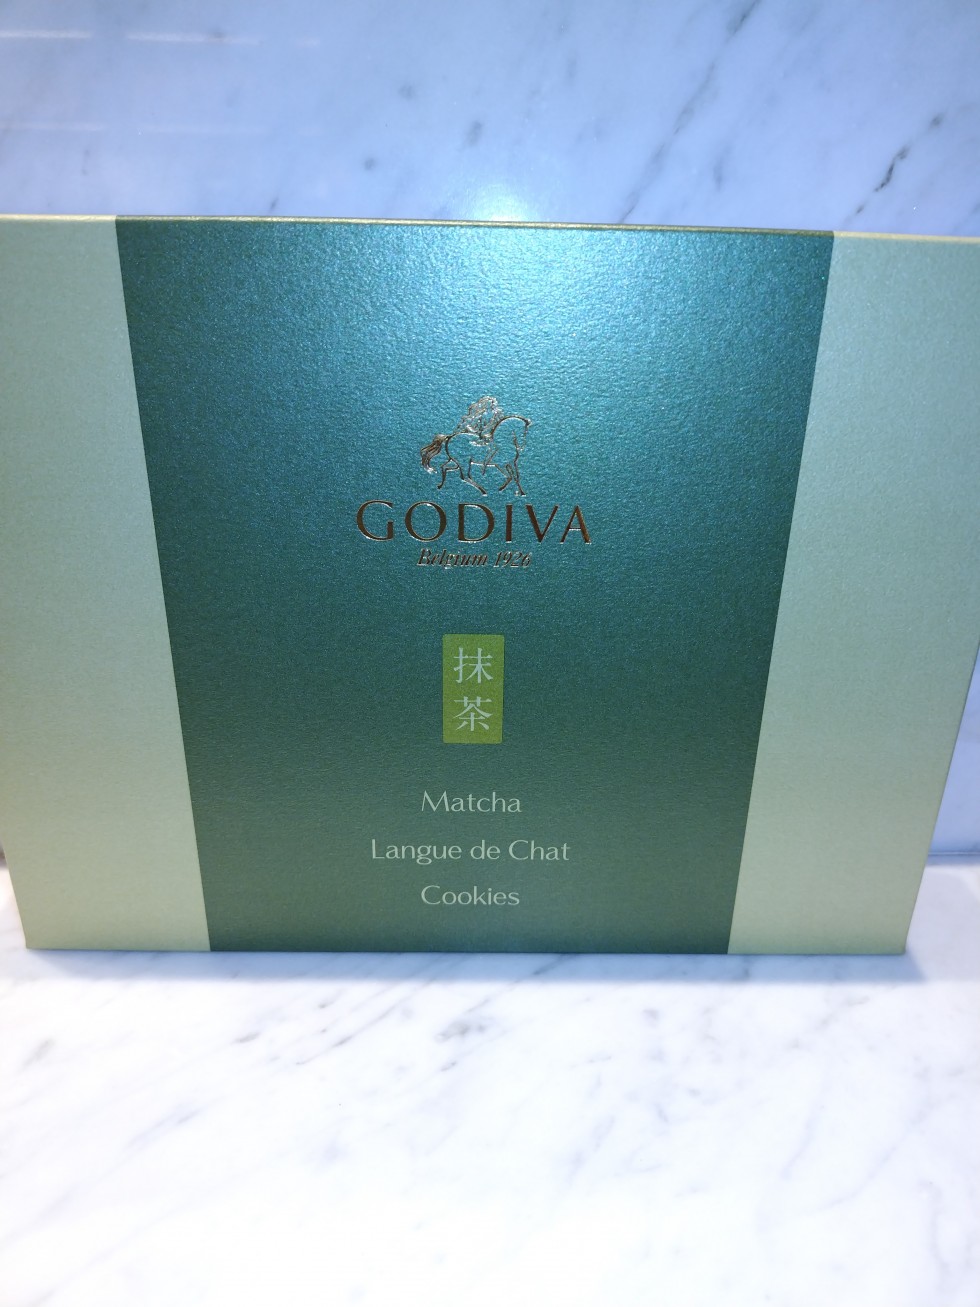 GODIVA
Belgium 1926
抹茶
Matcha
Langue de Chat
Cookies